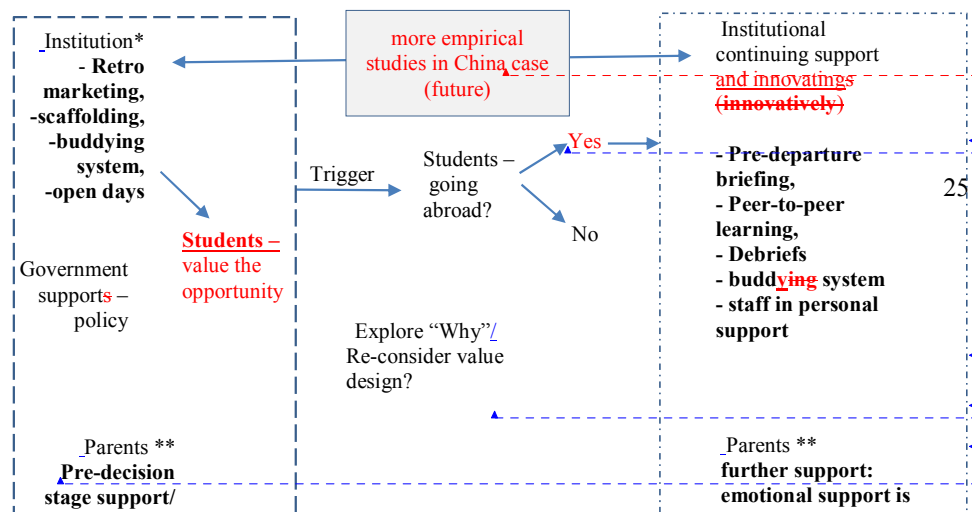 Institution*
- Retro
marketing,
-scaffolding,
-buddying
system,
-open days
Students –
value the
opportunity
Government
supports –
policy
Parents **
Pre-decision
stage support/
more empirical
studies in China case
(future)
Trigger
Students –
going
abroad?
Yes
No
Explore “Why”/
Re-consider value
design?
Institutional
continuing support
and innovatings
(innovatively)
- Pre-departure
briefing,
- Peer-to-peer
learning,
- Debriefs
- buddying system
- staff in personal
support
Parents **
further support:
emotional support is
25